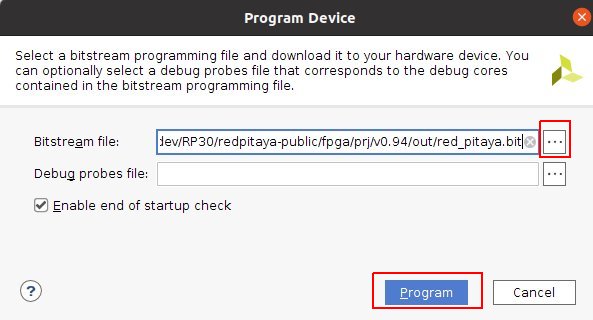 Program Device
Select a bitstream programming file and download it to your hardware device. You
can optionally select a debug probes file that corresponds to the debug cores
contained in the bitstream programming file.
Bitstream file: dev/RP30/redpitaya-public/fpga/prj/v0.94/out/red_pitaya.bit ...
Debug probes file: ...
Enable end of startup check
? Program Cancel